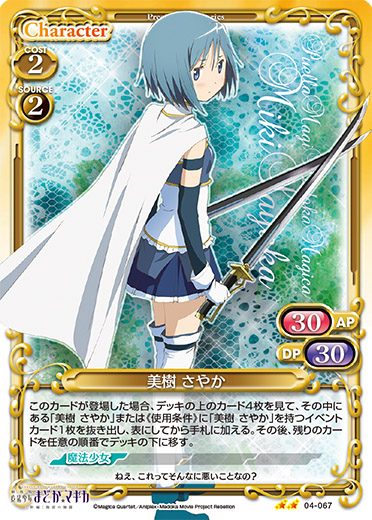 Character
COST
2
SOURCE
2
Puella Magi Madoka Magica
Miki Sayaka
30 AP
DP 30
美樹 さやか
このカードが登場した場合、デッキの上のカード4枚を見て、その中に
ある「美樹 さやか」または《使用条件》に「美樹 さやか」を持つイベント
カード1枚を抜き出し、表にしてから手札に加える。その後、残りのカー
ドを任意の順番でデッキの下に移す。
魔法少女
ねえ、これってそんなに悪いことなの?
まどか☆マギカ
04-067
©Magica Quartet/Aniplex・Madoka Movie Project Rebellion